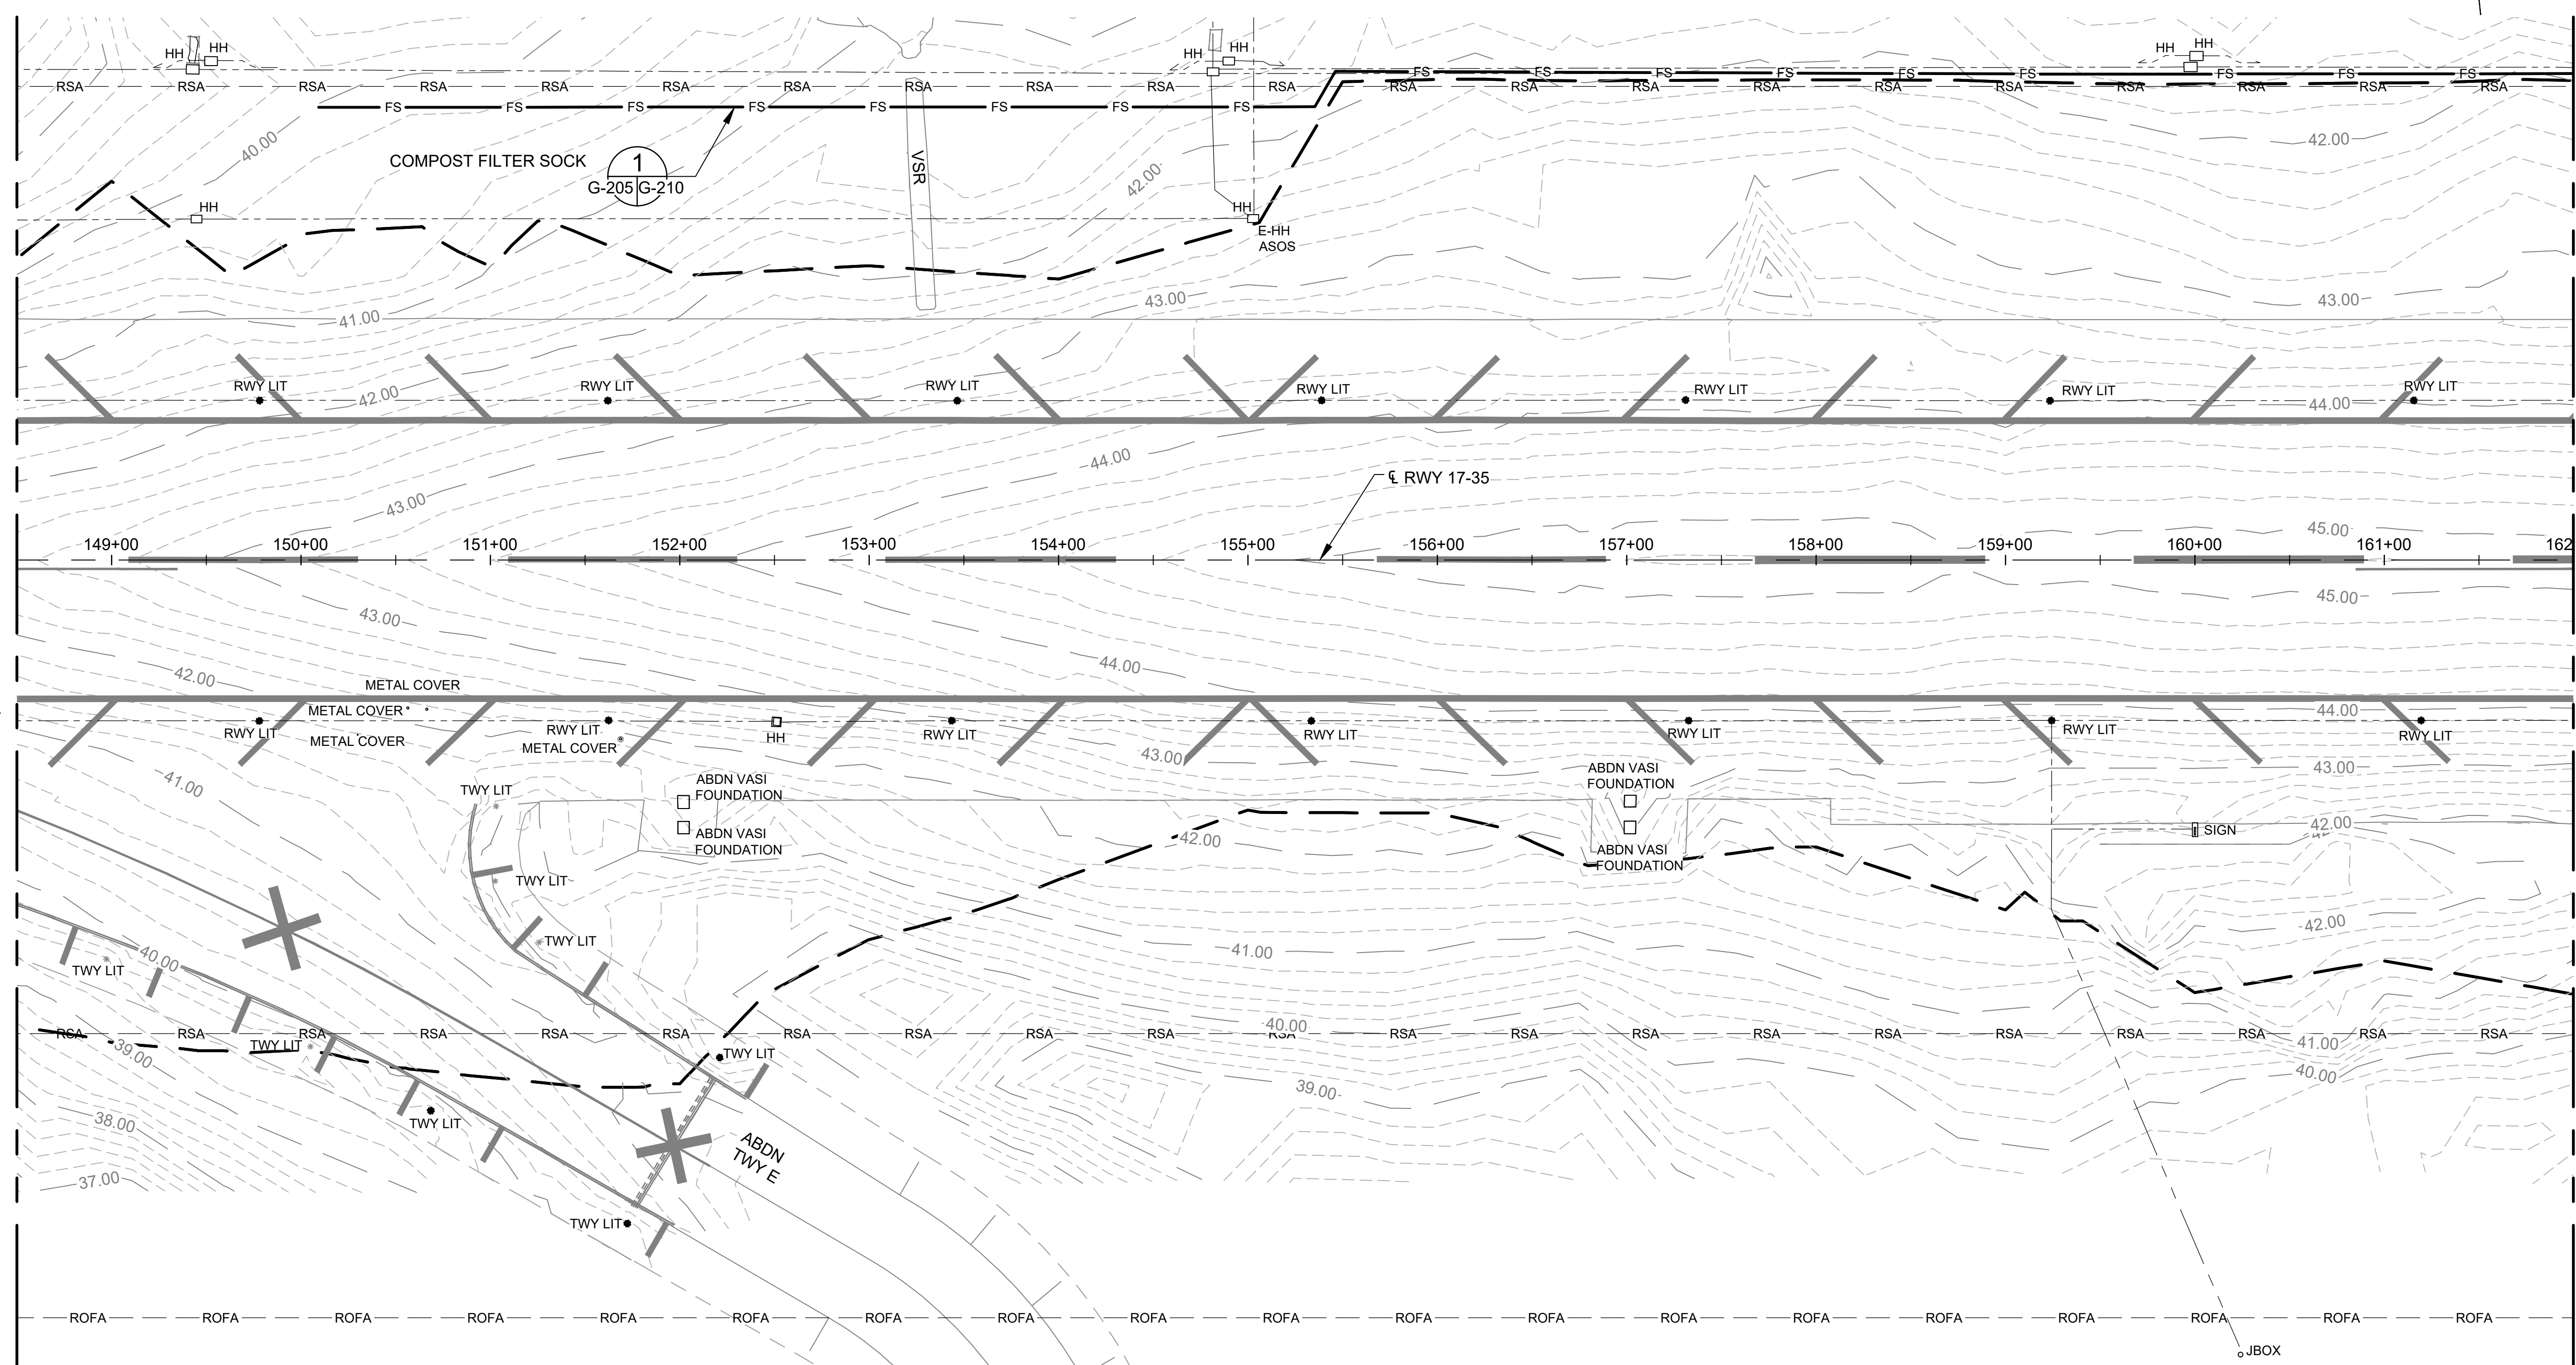 HH HH HH HH HH HH
FS FS FS FS FS FS FS FS FS
RSA RSA RSA RSA RSA RSA RSA RSA RSA RSA RSA RSA RSA RSA RSA RSA RSA RSA RSA RSA RSA
FS FS FS FS FS FS FS FS
40.00
COMPOST FILTER SOCK
1
G-205 G-210
VSR
42.00
42.00
HH
HH
E-HH
ASOS
41.00
43.00
43.00
RWY LIT RWY LIT RWY LIT RWY LIT RWY LIT RWY LIT RWY LIT
42.00
44.00
44.00
℄ RWY 17-35
43.00
45.00
149+00 150+00 151+00 152+00 153+00 154+00 155+00 156+00 157+00 158+00 159+00 160+00 161+00 162
45.00
43.00
44.00
42.00
METAL COVER
METAL COVER
METAL COVER
44.00
RWY LIT RWY LIT RWY LIT RWY LIT RWY LIT RWY LIT RWY LIT
METAL COVER
HH
43.00
43.00
41.00
ABDN VASI
FOUNDATION
ABDN VASI
FOUNDATION
TWY LIT
ABDN VASI
FOUNDATION
ABDN VASI
FOUNDATION
42.00
42.00
SIGN
TWY LIT
TWY LIT
42.00
40.00
41.00
TWY LIT
40.00
RSA RSA RSA RSA RSA RSA RSA RSA RSA RSA RSA RSA RSA RSA RSA RSA RSA RSA RSA RSA RSA
TWY LIT
39.00
TWY LIT
41.00
40.00
39.00
38.00
TWY LIT
ABDN
TWY E
37.00
TWY LIT
ROFA ROFA ROFA ROFA ROFA ROFA ROFA ROFA ROFA ROFA ROFA ROFA ROFA ROFA ROFA ROFA ROFA ROFA ROFA
JBOX